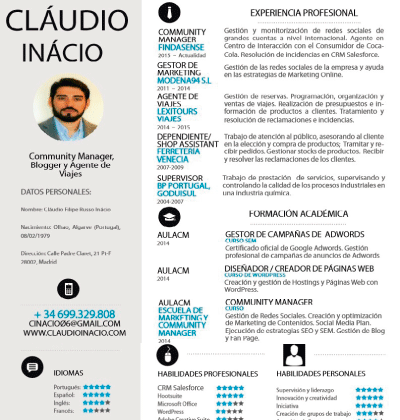 CLÁUDIO
INÁCIO
Community Manager,
Blogger y Agente de
Viajes
DATOS PERSONALES:
Nombre: Cláudio Filipe Russo Inácio
Nacimiento: Olhao, Algarve (Portugal),
08/02/1979
Dirección: Calle Padre Claret, 21 Pt-F
28002, Madrid
+ 34 699.329.808
CINACIO06@GMAIL.COM
WWW.CLAUDIOINACIO.COM
IDIOMAS
Portugués:
Español:
Inglés:
Francés:
EXPERIENCIA PROFESIONAL
COMMUNITY
MANAGER
FINDASENSE
2015 – Actualidad
Gestión y monitorización de redes sociales de
grandes cuentas a nivel internacional. Agente en
Centro de Interacción con el Consumidor de Coca-
Cola. Resolución de incidencias en CRM Salesforce.
GESTOR DE
MARKETING
MODENA94 S.L
2011 – 2014
Gestión de las redes sociales de la empresa y ayuda
en las estrategias de Marketing Online.
AGENTE DE
VIAJES
LEXITOURS
VIAJES
2014 – 2015
Gestión de reservas. Programación, organización y
ventas de viajes. Realización de presupuestos e in-
formación de productos a clientes. Tratamiento y
resolución de reclamaciones e incidencias.
DEPENDIENTE/
SHOP ASSISTANT
FERRETERIA
VENECIA
2007-2009
Trabajo de atención al público, asesorando al cliente
en la elección y compra de productos; Tramitar y re-
cibir pedidos. Gestionar stocks de productos. Recibir
y resolver las reclamaciones de los clientes.
SUPERVISOR
BP PORTUGAL,
GODUISUL
2004-2007
Trabajo de prestación de servicios, supervisando y
controlando la calidad de los procesos industriales en
una industria química.
FORMACIÓN ACADÉMICA
AULACM
2014
GESTOR DE CAMPAÑAS DE ADWORDS
CURSO SEM
Certificado oficial de Google Adwords. Gestión
profesional de campañas de anuncios de Adwords
AULACM
2014
DISEÑADOR / CREADOR DE PÁGINAS WEB
CURSO DE WORDPRESS
Creación y gestión de Hostings y Páginas Web con
WordPress.
AULACM
ESCUELA DE
MARKETING Y
COMMUNITY
MANAGER
2014
COMMUNITY MANAGER
CURSO
Gestión de Redes Sociales. Creación y optimización
de Marketing de Contenidos. Social Media Plan.
Ejecución de estrategias SEO y SEM. Gestión de Blog
y Fan Page.
HABILIDADES PROFESIONALES
CRM Salesforce
Hootsuite
Microsoft Office
WordPress
Adobe Creative Suite
HABILIDADES PERSONALES
Supervisión y liderazgo
Innovación y creatividad
Iniciativa
Creación de grupos de trabajo